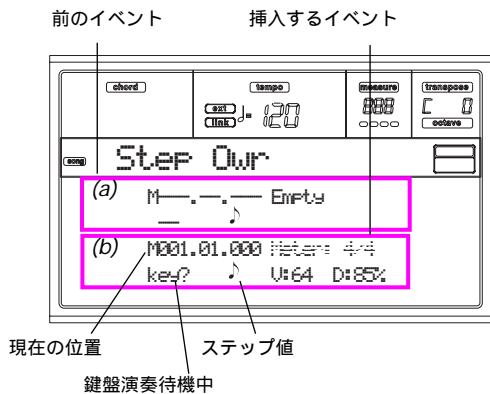 前のイベント 挿入するイベント
chord tempo measure transpose
ext
link ♩= 120 888 C 0
octave
song Step Owr
(a) M---.--.--- Empty
__ ♪
(b) M001.01.000 Meter: 4/4
key? ♪ V:64 D:85%
現在の位置 ステップ値
鍵盤演奏待機中